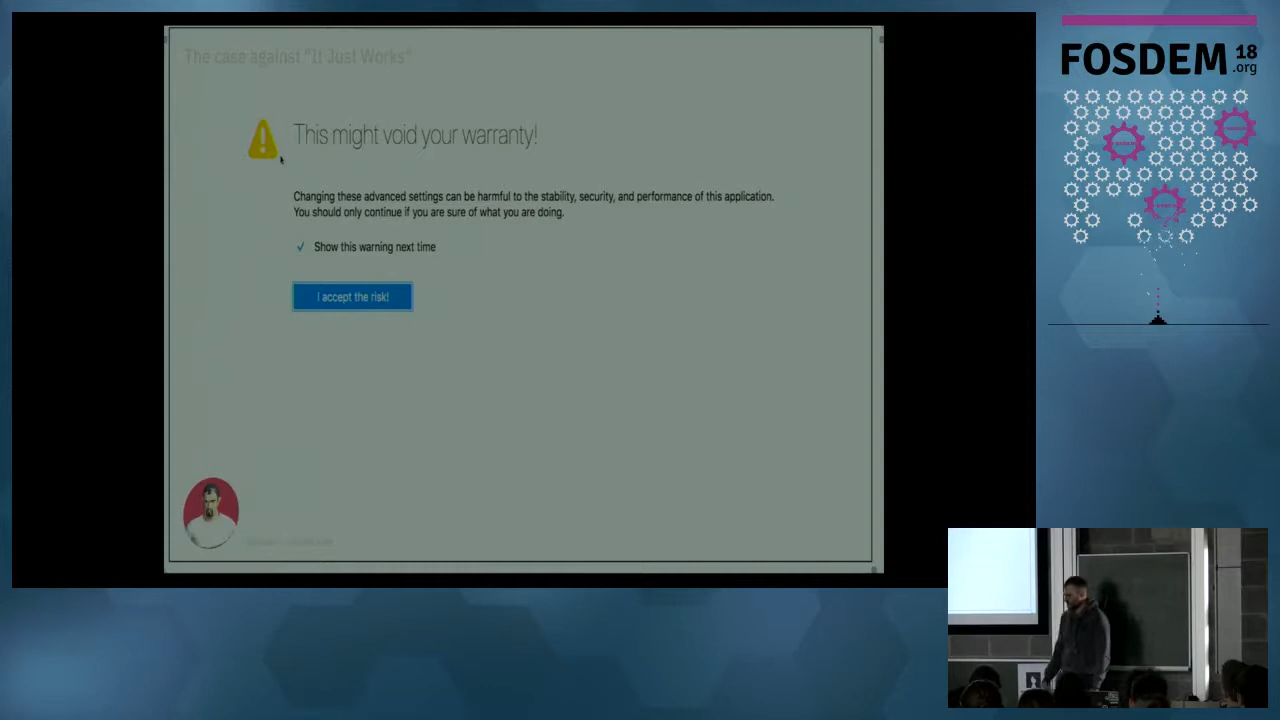 The case against "It Just Works"
This might void your warranty!
Changing these advanced settings can be harmful to the stability, security, and performance of this application.
You should only continue if you are sure of what you are doing.
Show this warning next time
I accept the risk!
FOSDEM 18
.org